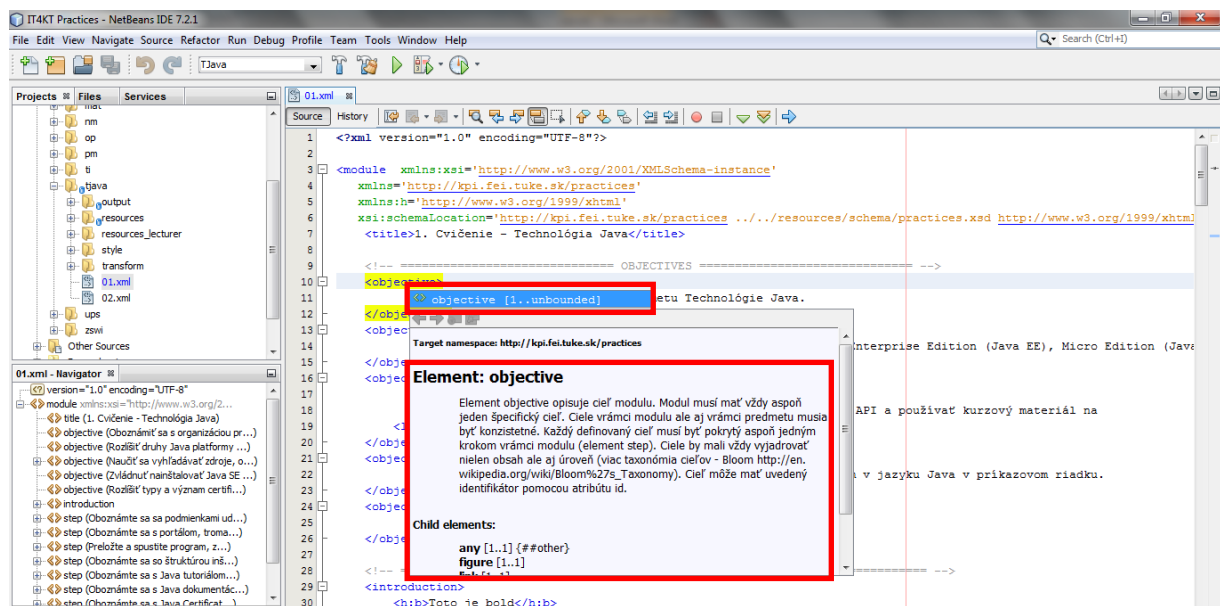 IT4KT Practices - NetBeans IDE 7.2.1
File Edit View Navigate Source Refactor Run Debug Profile Team Tools Window Help
Search (Ctrl+I)
TJava
Projects Files Services
nm
op
pm
ti
tjava
output
resources
resources_lecturer
style
transform
01.xml
02.xml
ups
zswi
Other Sources
01.xml - Navigator
version="1.0" encoding="UTF-8"
module xmlns:xsi="http://www.w3.org/2...
title (1. Cvičenie - Technológia Java)
objective (Oboznámiť sa s organizáciou pr...)
objective (Rozlíšiť druhy Java platformy ...)
objective (Naučiť sa vyhľadávať zdroje, o...)
objective (Zvládnuť nainštalovať Java SE ...)
objective (Rozlíšiť typy a význam certifi...)
introduction
step (Oboznámte sa sa podmienkami ud...)
step (Oboznámte sa s portálom, troma...)
step (Preložte a spustite program, z...)
step (Oboznámte sa so štruktúrou inš...)
step (Oboznámte sa s Java tutoriálom...)
step (Oboznámte sa s Java dokumentác...)
step (Oboznámte sa s Java Certificat...)
01.xml
Source History
1 <?xml version="1.0" encoding="UTF-8"?>
2
3 <module xmlns:xsi='http://www.w3.org/2001/XMLSchema-instance'
4 xmlns='http://kpi.fei.tuke.sk/practices'
5 xmlns:h='http://www.w3.org/1999/xhtml'
6 xsi:schemaLocation='http://kpi.fei.tuke.sk/practices ../../resources/schema/practices.xsd http://www.w3.org/1999/xhtml
7 <title>1. Cvičenie - Technológia Java</title>
8
9 <!-- ============================== OBJECTIVES ============================== -->
10 <objective>
11 etu Technológie Java.
12 </obje
13 <objec
14 nterprise Edition (Java EE), Micro Edition (Java
15 </obje
16 <objec
17
18 API a používať kurzový materiál na
19 <l
20 </obje
21 <objec
22 v jazyku Java v príkazovom riadku.
23 </obje
24 <objec
25
26 </obje
27
28 <!-- == ============ -->
29 <introduction>
30 <h:b>Toto je bold</h:b>
objective [1..unbounded]
Target namespace: http://kpi.fei.tuke.sk/practices
Element: objective
Element objective opisuje cieľ modulu. Modul musí mať vždy aspoň
jeden špecifický cieľ. Ciele vrámci modulu ale aj vrámci predmetu musia
byť konzistetné. Každý definovaný cieľ musí byť pokrytý aspoň jedným
krokom vrámci modulu (element step). Ciele by mali vždy vyjadrovať
nielen obsah ale aj úroveň (viac taxonómia cieľov - Bloom http://en.
wikipedia.org/wiki/Bloom%27s_Taxonomy). Cieľ môže mať uvedený
identifikátor pomocou atribútu id.
Child elements:
any [1..1] {##other}
figure [1..1]
link [1..1]